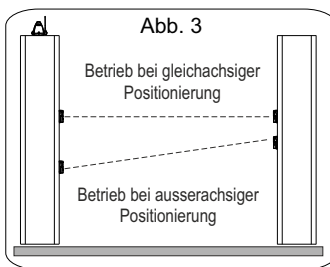 Abb. 3
Betrieb bei gleichachsiger
Positionierung
Betrieb bei ausserachsiger
Positionierung